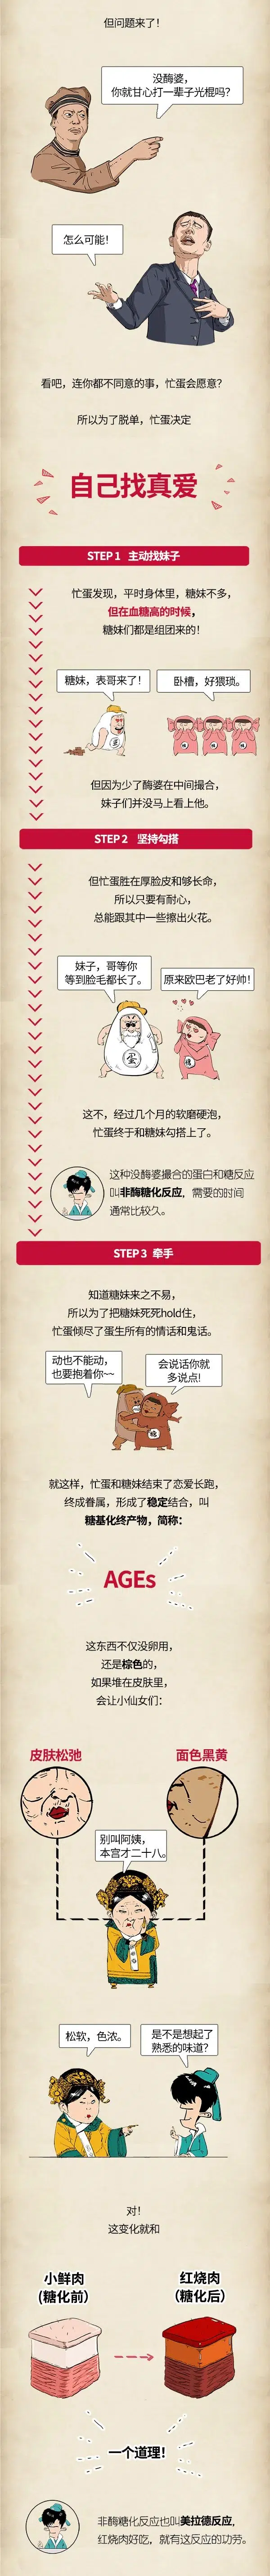 但问题来了！
没酶婆，
你就甘心打一辈子光棍吗？
怎么可能！
看吧，连你都不同意的事，忙蛋会愿意？
所以为了脱单，忙蛋决定
自己找真爱
STEP 1 主动找妹子
忙蛋发现，平时身体里，糖妹不多，
但在血糖高的时候，
糖妹们都是组团来的！
糖妹，表哥来了！
卧槽，好猥琐。
但因为少了酶婆在中间撮合，
妹子们并没马上看上他。
STEP 2 坚持勾搭
但忙蛋胜在厚脸皮和够长命，
所以只要有耐心，
总能跟其中一些擦出火花。
妹子，哥等你
等到脸毛都长了。
原来欧巴老了好帅！
蛋
糖
这不，经过几个月的软磨硬泡，
忙蛋终于和糖妹勾搭上了。
这种没酶婆撮合的蛋白和糖反应
叫非酶糖化反应，需要的时间
通常比较久。
STEP 3 牵手
知道糖妹来之不易，
所以为了把糖妹死死hold住，
忙蛋倾尽了蛋生所有的情话和鬼话。
动也不能动，
也要抱着你~~
会说话你就
多说点！
就这样，忙蛋和糖妹结束了恋爱长跑，
终成眷属，形成了稳定结合，叫
糖基化终产物，简称：
AGEs
这东西不仅没卵用，
还是棕色的，
如果堆在皮肤里，
会让小仙女们：
皮肤松弛
面色黑黄
别叫阿姨，
本宫才二十八。
松软，色浓。
是不是想起了
熟悉的味道？
对！
这变化就和
小鲜肉
（糖化前）
红烧肉
（糖化后）
一个道理！
非酶糖化反应也叫美拉德反应，
红烧肉好吃，就有这反应的功劳。